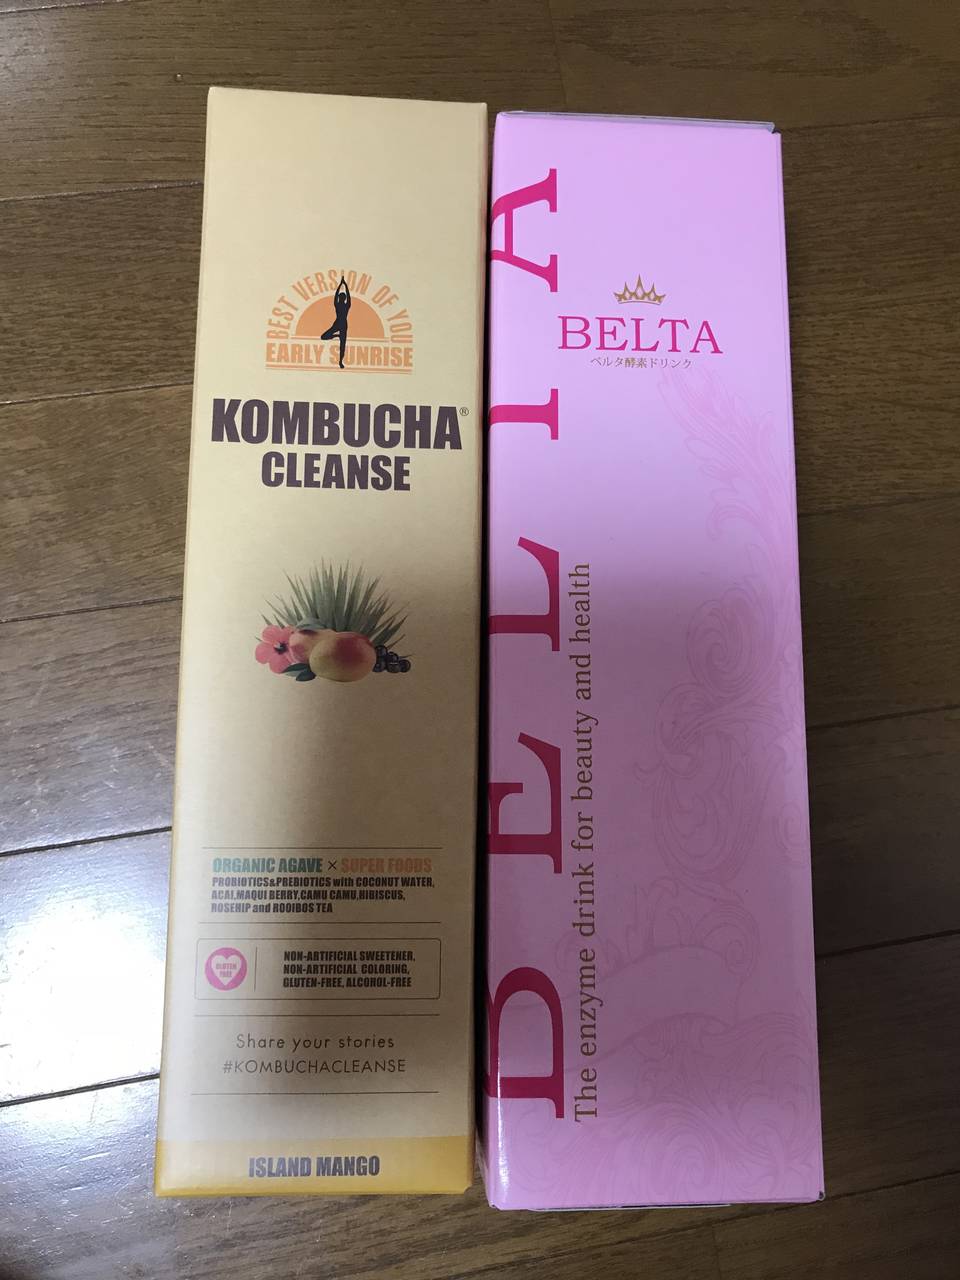 BEST VERSION OF YOU
EARLY SUNRISE
KOMBUCHA®
CLEANSE
ORGANIC AGAVE × SUPER FOODS
PROBIOTICS&PREBIOTICS with COCONUT WATER,
ACAI,MAQUI BERRY,CAMU CAMU,HIBISCUS,
ROSEHIP and ROOIBOS TEA
GLUTEN
FREE
NON-ARTIFICIAL SWEETENER,
NON-ARTIFICIAL COLORING,
GLUTEN-FREE, ALCOHOL-FREE
Share your stories
#KOMBUCHACLEANSE
ISLAND MANGO
BELTA
BELTA
ベルタ酵素ドリンク
The enzyme drink for beauty and health